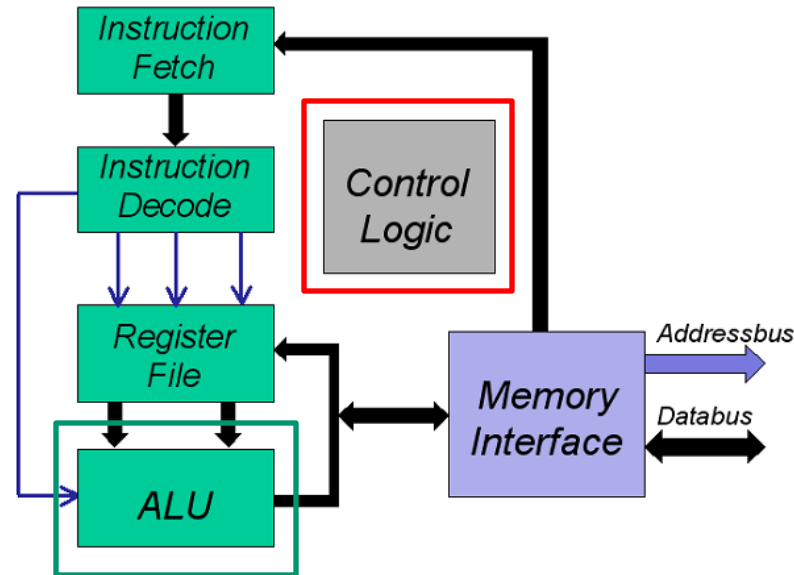 Instruction
Fetch
Instruction
Decode
Control
Logic
Register
File
Addressbus
Memory
Interface
Databus
ALU